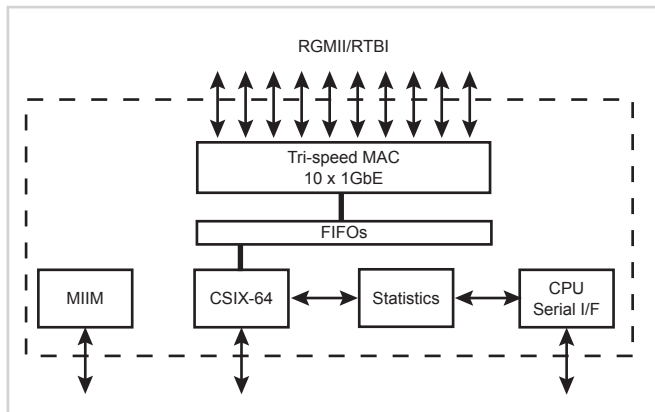 RGMII/RTBI
Tri-speed MAC
10 x 1GbE
FIFOs
MIIM
CSIX-64
Statistics
CPU
Serial I/F